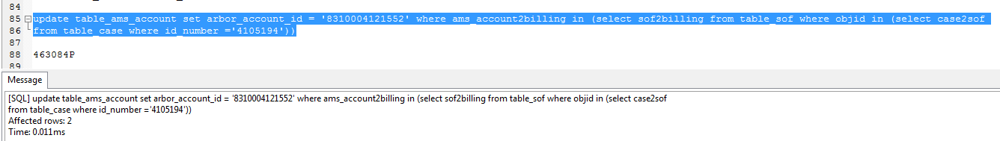 84
85 update table_ams_account set arbor_account_id = '8310004121552' where ams_account2billing in (select sof2billing from table_sof where objid in (select case2sof
86 from table_case where id_number ='4105194'))
87
88 463084P
89
Message
[SQL] update table_ams_account set arbor_account_id = '8310004121552' where ams_account2billing in (select sof2billing from table_sof where objid in (select case2sof
from table_case where id_number ='4105194'))
Affected rows: 2
Time: 0.011ms